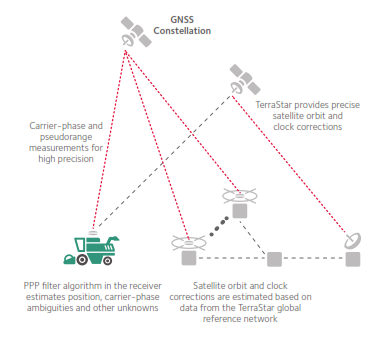 GNSS
Constellation
TerraStar provides precise
satellite orbit and
clock corrections
Carrier-phase and
pseudorange
measurements for
high precision
PPP filter algorithm in the receiver
estimates position, carrier-phase
ambiguities and other unknowns
Satellite orbit and clock
corrections are estimated based on
data from the TerraStar global
reference network